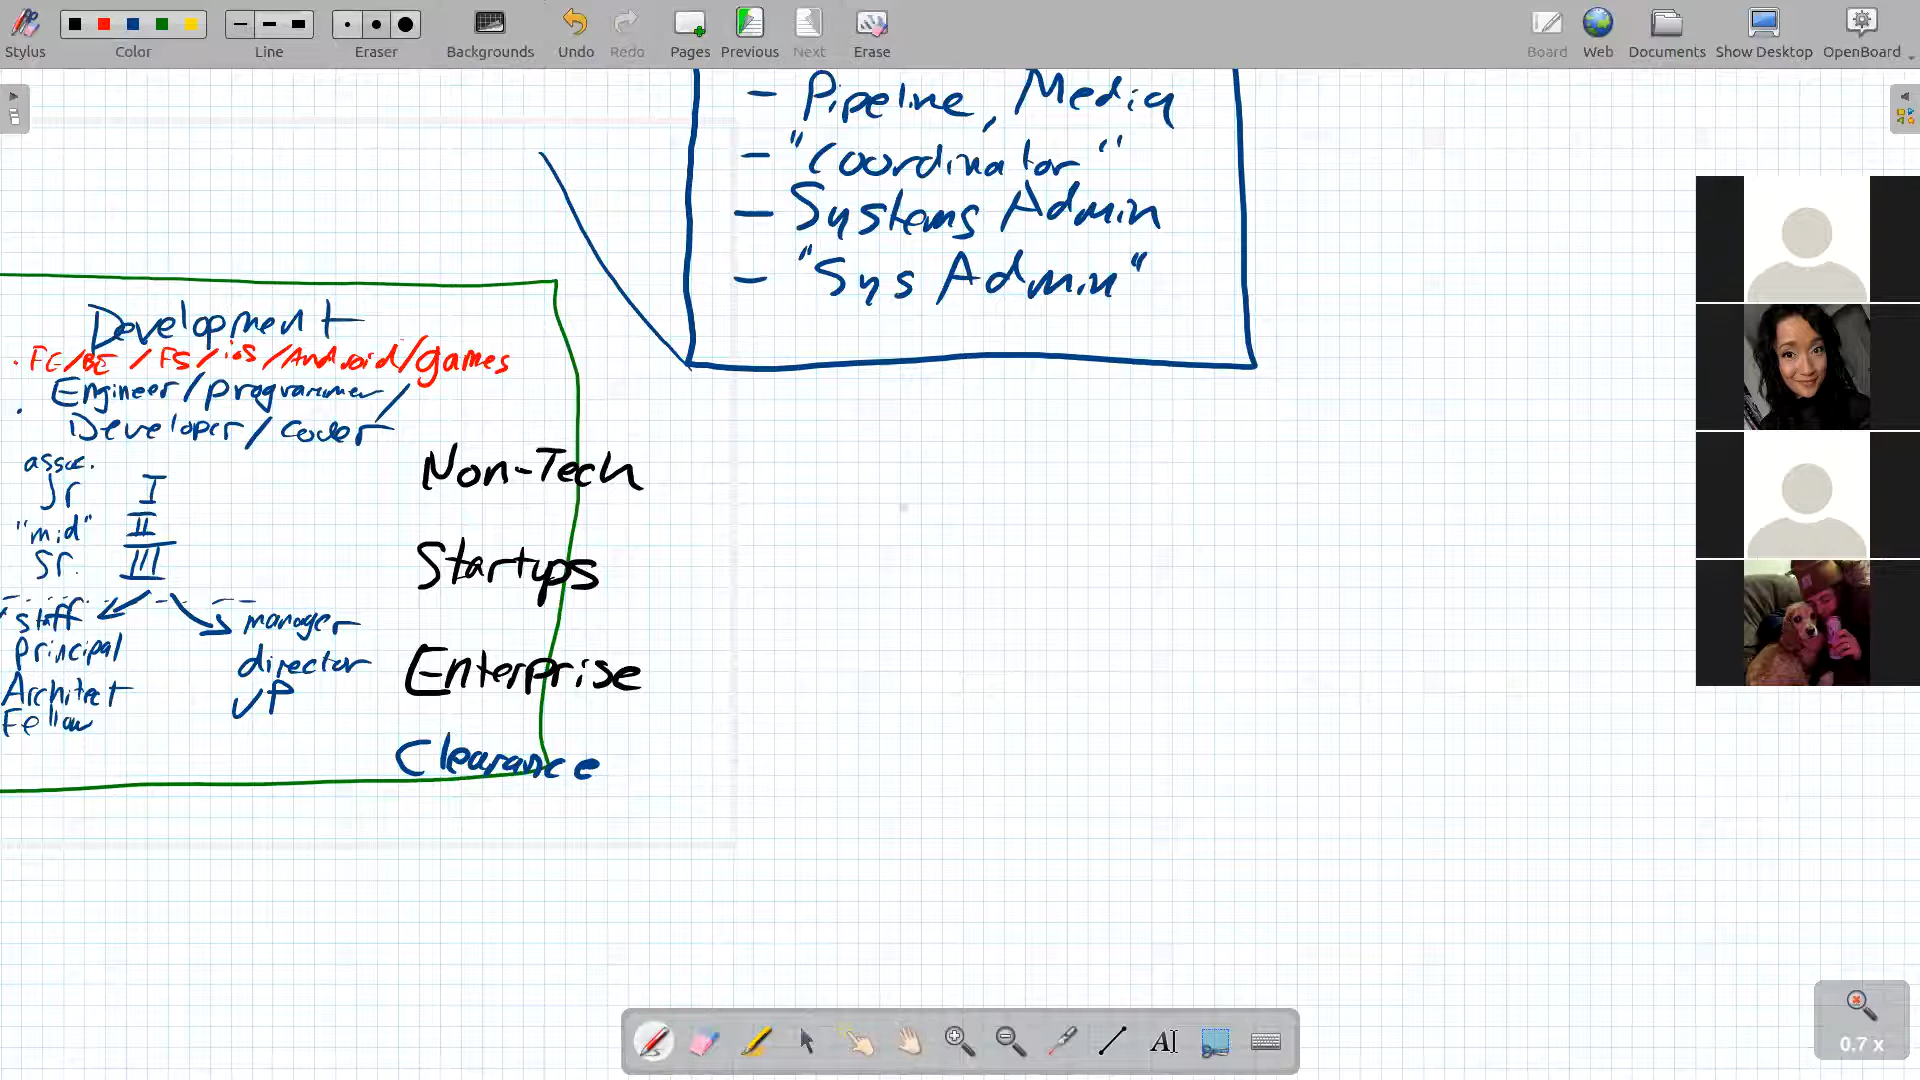 Stylus
Color
Line
Eraser
Backgrounds
Undo
Redo
Pages
Previous
Next
Erase
Board
Web
Documents
Show Desktop
OpenBoard
- Pipeline, Media
- "Coordinator"
- Systems Admin
- "Sys Admin"
Development
· FE/BE/FS/iOS/Android/Games
· Engineer/programmer/
Developer/coder
assoc.
Jr I
"mid" II
Sr. III
staff
Principal
Architect
Fellow
manager
director
VP
Non-Tech
Startups
Enterprise
Clearance
AI
0.7 x